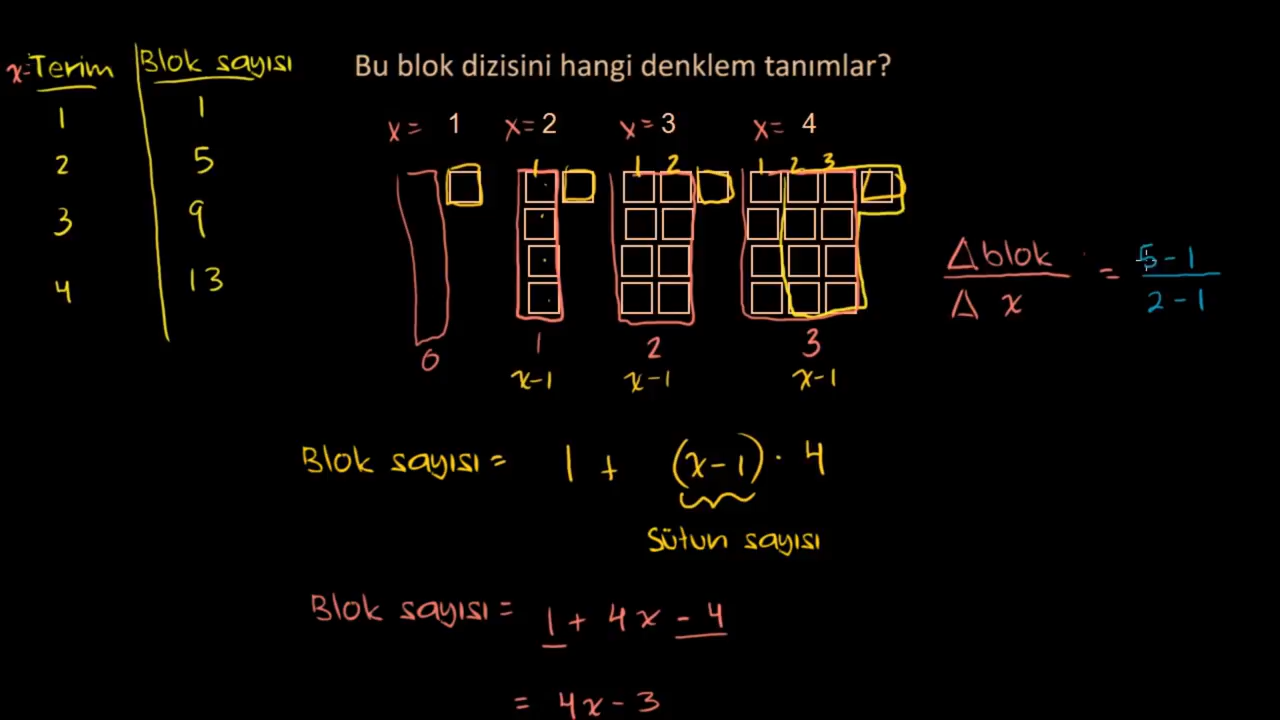 x=Terim Blok sayısı
1 1
2 5
3 9
4 13
Bu blok dizisini hangi denklem tanımlar?
x= 1 x= 2 x= 3 x= 4
1 1 2 1 2 3
0 1 2 3
x-1 x-1 x-1
Δblok = 5-1
Δ x 2-1
Blok sayısı= 1 + (x-1)·4
Sütun sayısı
Blok sayısı= 1 + 4x - 4
= 4x - 3